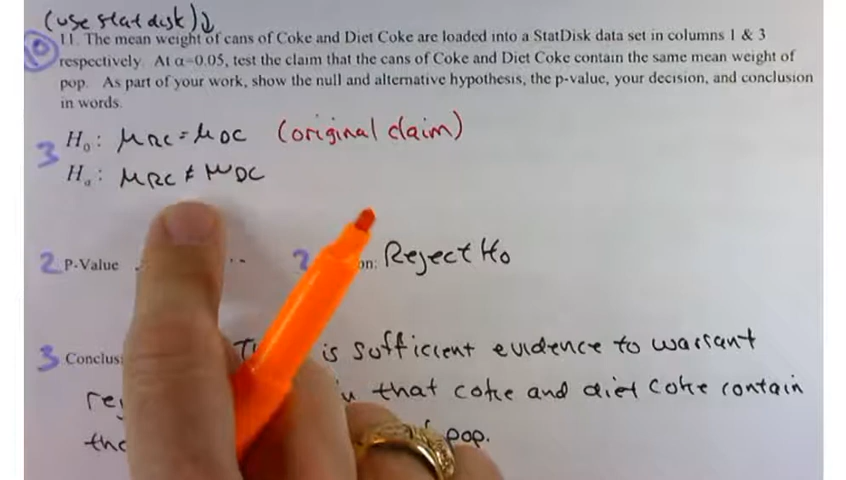 (use statdisk)↓
10 11. The mean weight of cans of Coke and Diet Coke are loaded into a StatDisk data set in columns 1 & 3
respectively. At α=0.05, test the claim that the cans of Coke and Diet Coke contain the same mean weight of
pop. As part of your work, show the null and alternative hypothesis, the p-value, your decision, and conclusion
in words.
3 H₀: μRC = μDC (original claim)
Hₐ: μRC ≠ μDC
2 P-Value on: Reject H₀
3 Conclus is sufficient evidence to warrant
that coke and diet coke contain
pop.